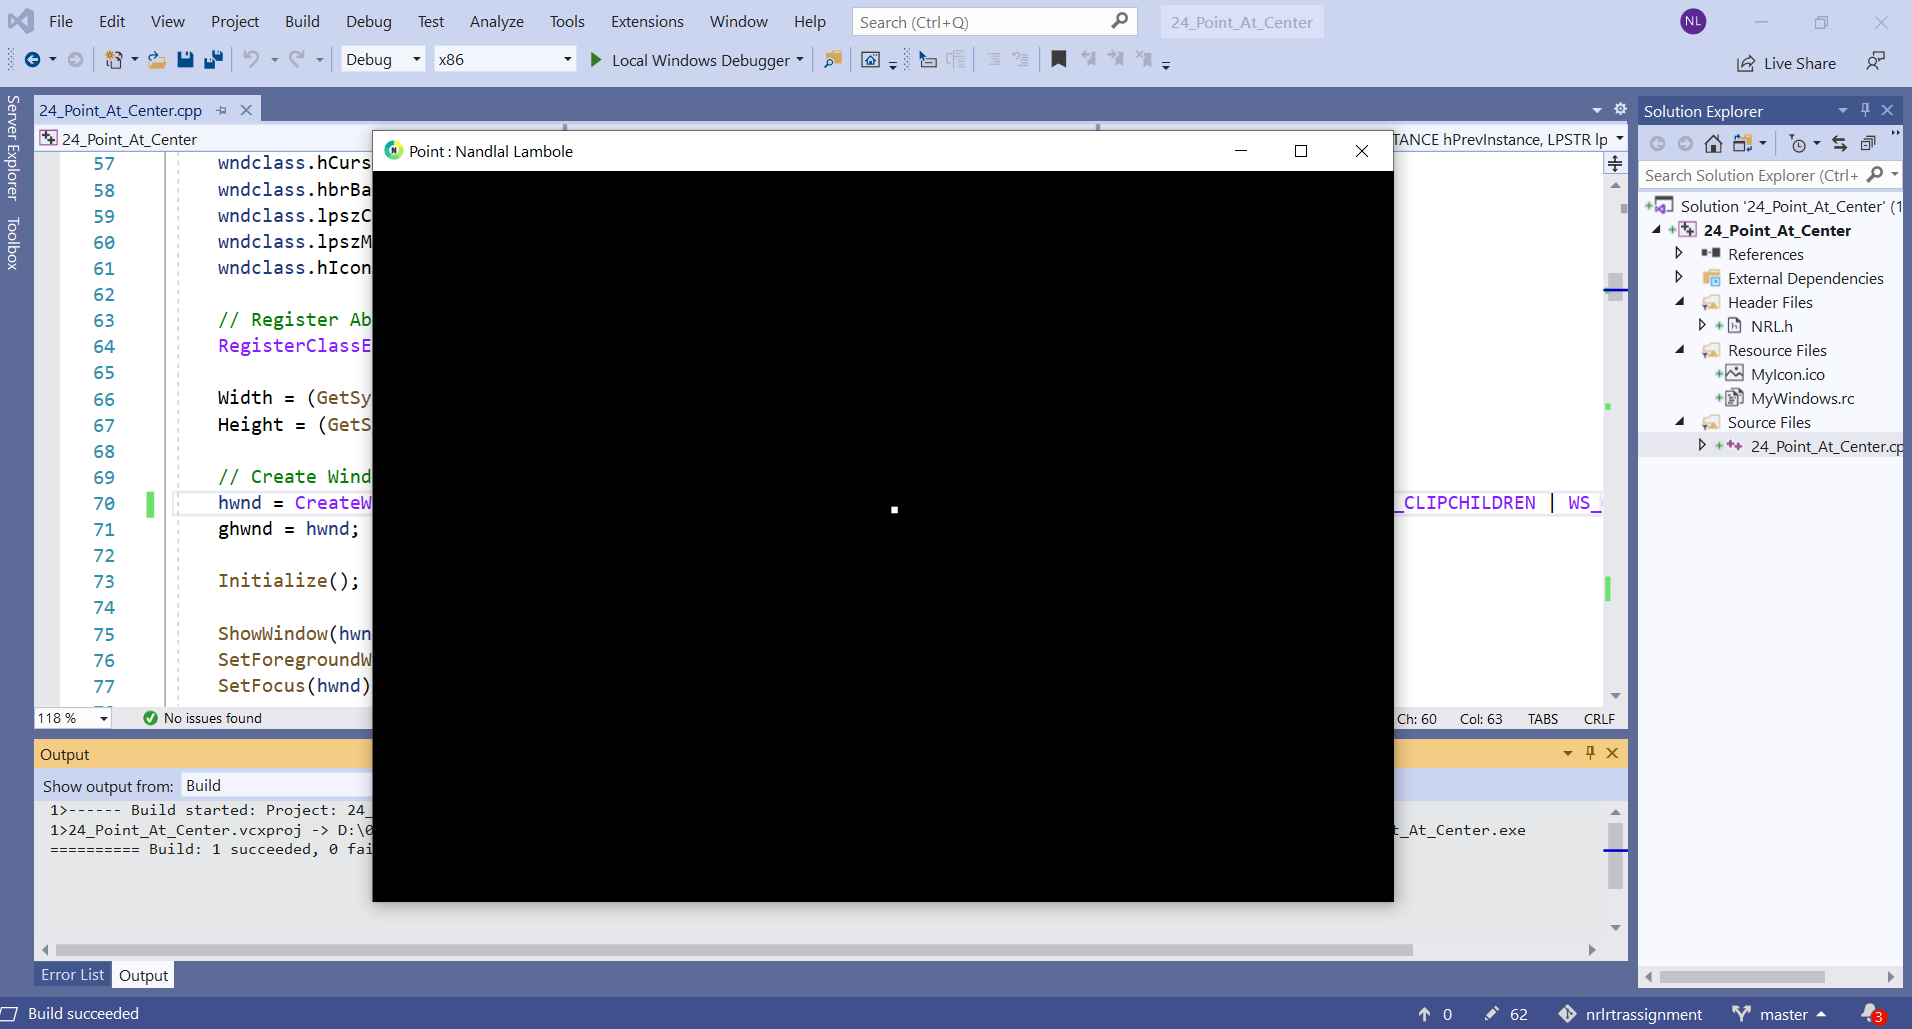 File Edit View Project Build Debug Test Analyze Tools Extensions Window Help Search (Ctrl+Q) 24_Point_At_Center NL
Debug x86 Local Windows Debugger Live Share
Server Explorer
Toolbox
24_Point_At_Center.cpp
24_Point_At_Center
TANCE hPrevInstance, LPSTR lp
Point : Nandlal Lambole
57 wndclass.hCurs
58 wndclass.hbrBa
59 wndclass.lpszC
60 wndclass.lpszM
61 wndclass.hIcon
62
63 // Register Ab
64 RegisterClassE
65
66 Width = (GetSy
67 Height = (GetS
68
69 // Create Wind
70 hwnd = CreateW _CLIPCHILDREN | WS_
71 ghwnd = hwnd;
72
73 Initialize();
74
75 ShowWindow(hwn
76 SetForegroundW
77 SetFocus(hwnd)
118 % No issues found Ch: 60 Col: 63 TABS CRLF
Output
Show output from: Build
1>------ Build started: Project: 24_
1>24_Point_At_Center.vcxproj -> D:\0 t_At_Center.exe
========== Build: 1 succeeded, 0 fai
Error List Output
Solution Explorer
Search Solution Explorer (Ctrl+
Solution '24_Point_At_Center' (1
24_Point_At_Center
References
External Dependencies
Header Files
NRL.h
Resource Files
MyIcon.ico
MyWindows.rc
Source Files
24_Point_At_Center.cp
Build succeeded 0 62 nrlrtrassignment master 3